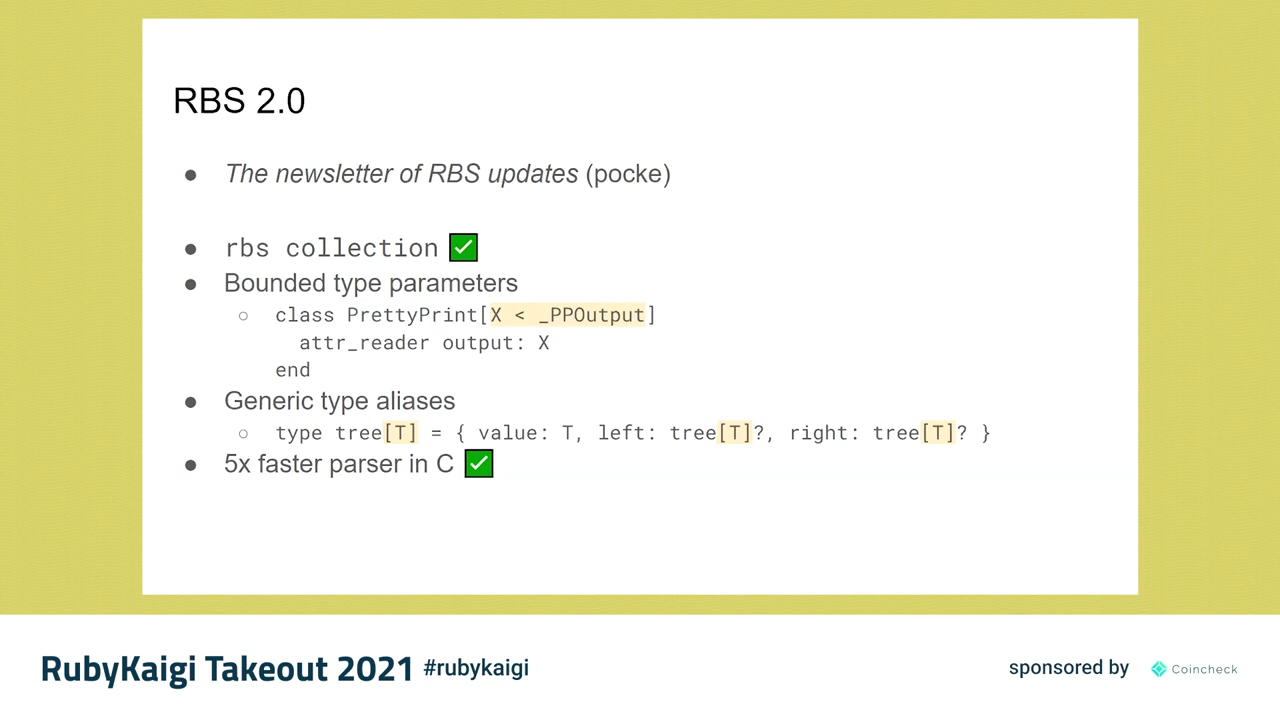 RBS 2.0
● The newsletter of RBS updates (pocke)
● rbs collection ✅
● Bounded type parameters
○ class PrettyPrint[X < _PPOutput]
attr_reader output: X
end
● Generic type aliases
○ type tree[T] = { value: T, left: tree[T]?, right: tree[T]? }
● 5x faster parser in C ✅
RubyKaigi Takeout 2021 #rubykaigi
sponsored by Coincheck